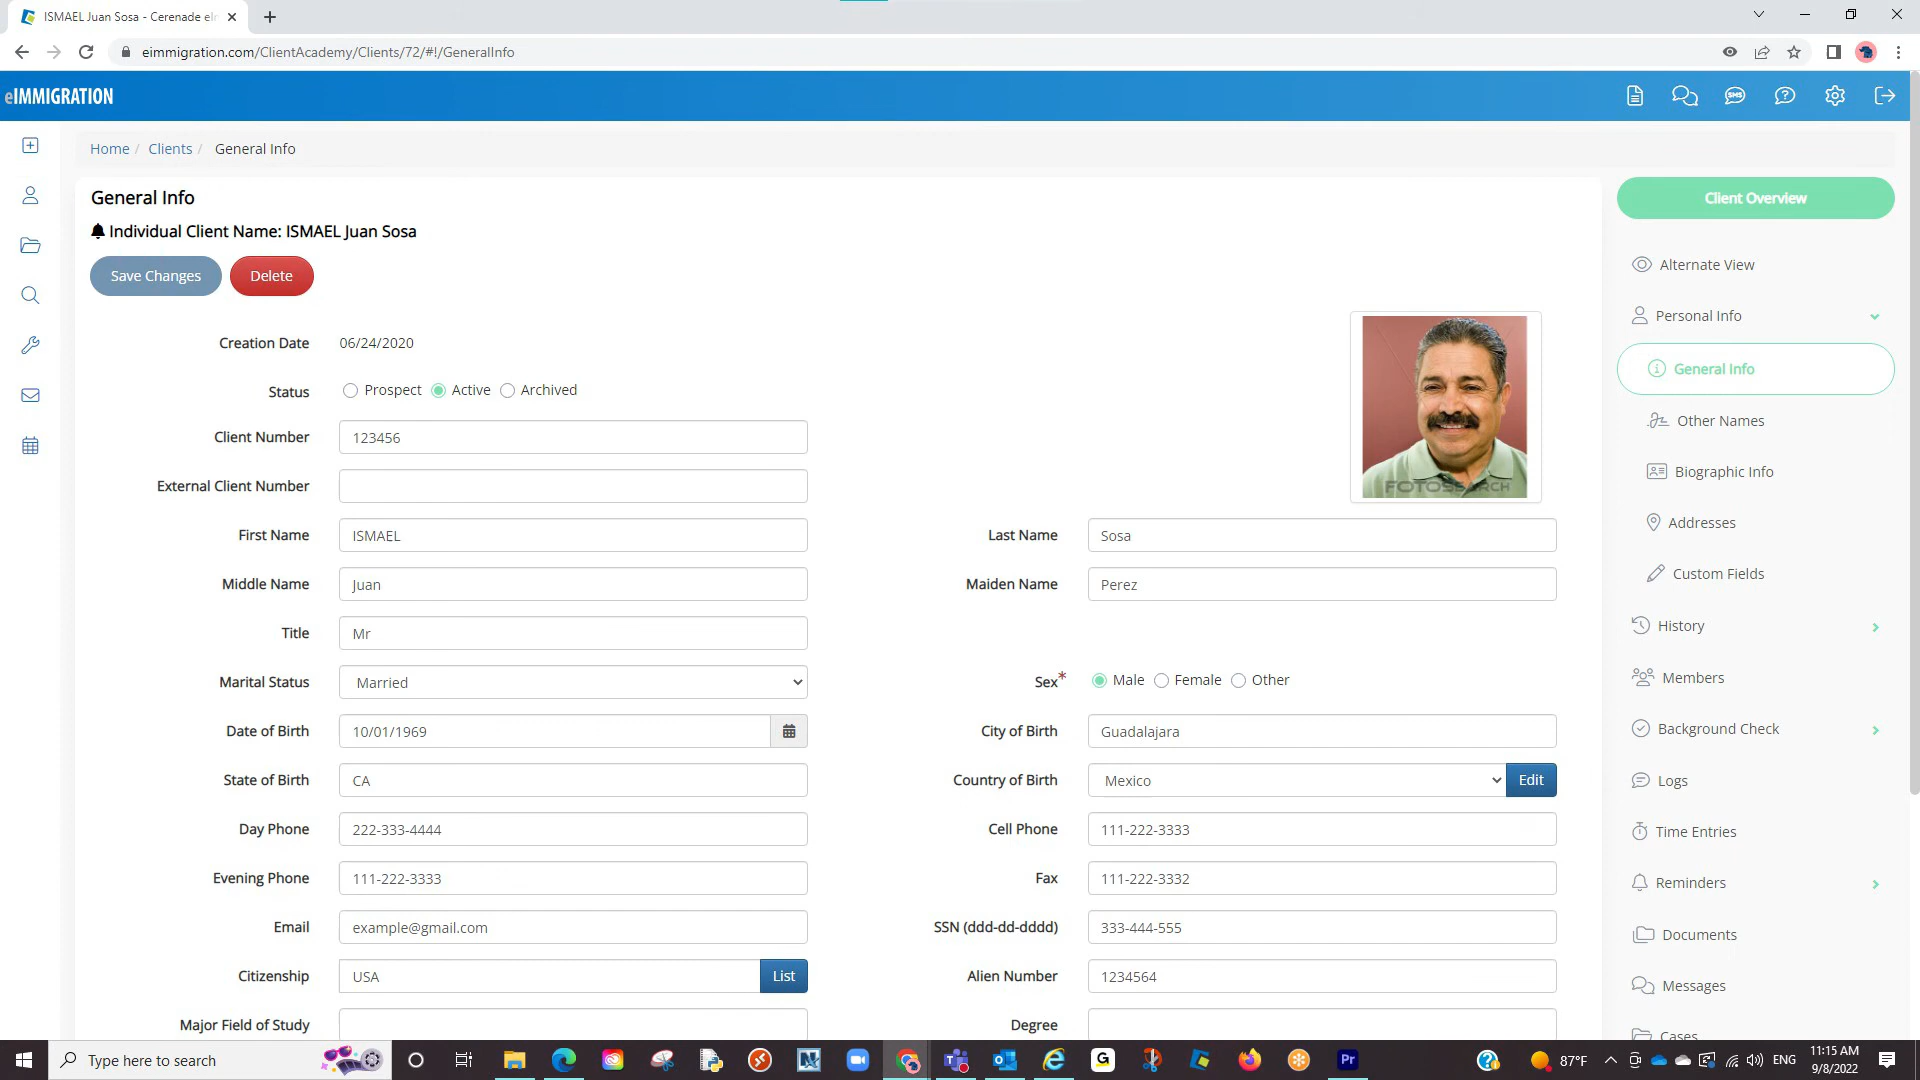 ISMAEL Juan Sosa - Cerenade eIn
eimmigration.com/ClientAcademy/Clients/72/#!/GeneralInfo
eIMMIGRATION
SMS
Home / Clients / General Info
General Info
Individual Client Name: ISMAEL Juan Sosa
Save Changes
Delete
Creation Date 06/24/2020
Status Prospect Active Archived
Client Number 123456
External Client Number
FOTOSEARCH
First Name ISMAEL Last Name Sosa
Middle Name Juan Maiden Name Perez
Title Mr
Marital Status Married Sex* Male Female Other
Date of Birth 10/01/1969 City of Birth Guadalajara
State of Birth CA Country of Birth Mexico Edit
Day Phone 222-333-4444 Cell Phone 111-222-3333
Evening Phone 111-222-3333 Fax 111-222-3332
Email example@gmail.com SSN (ddd-dd-dddd) 333-444-555
Citizenship USA List Alien Number 1234564
Major Field of Study Degree
Client Overview
Alternate View
Personal Info
General Info
Other Names
Biographic Info
Addresses
Custom Fields
History
Members
Background Check
Logs
Time Entries
Reminders
Documents
Messages
Cases
Type here to search
G
Pr
87°F
ENG
11:15 AM
9/8/2022